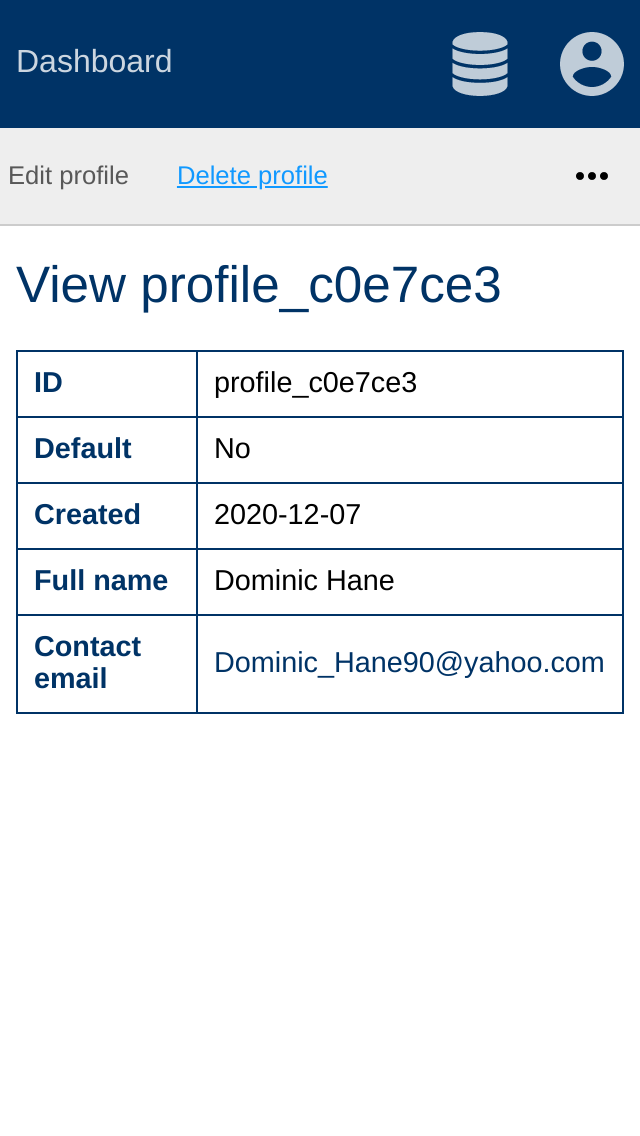 Dashboard
Edit profile Delete profile
View profile_c0e7ce3
ID profile_c0e7ce3
Default No
Created 2020-12-07
Full name Dominic Hane
Contact
email Dominic_Hane90@yahoo.com